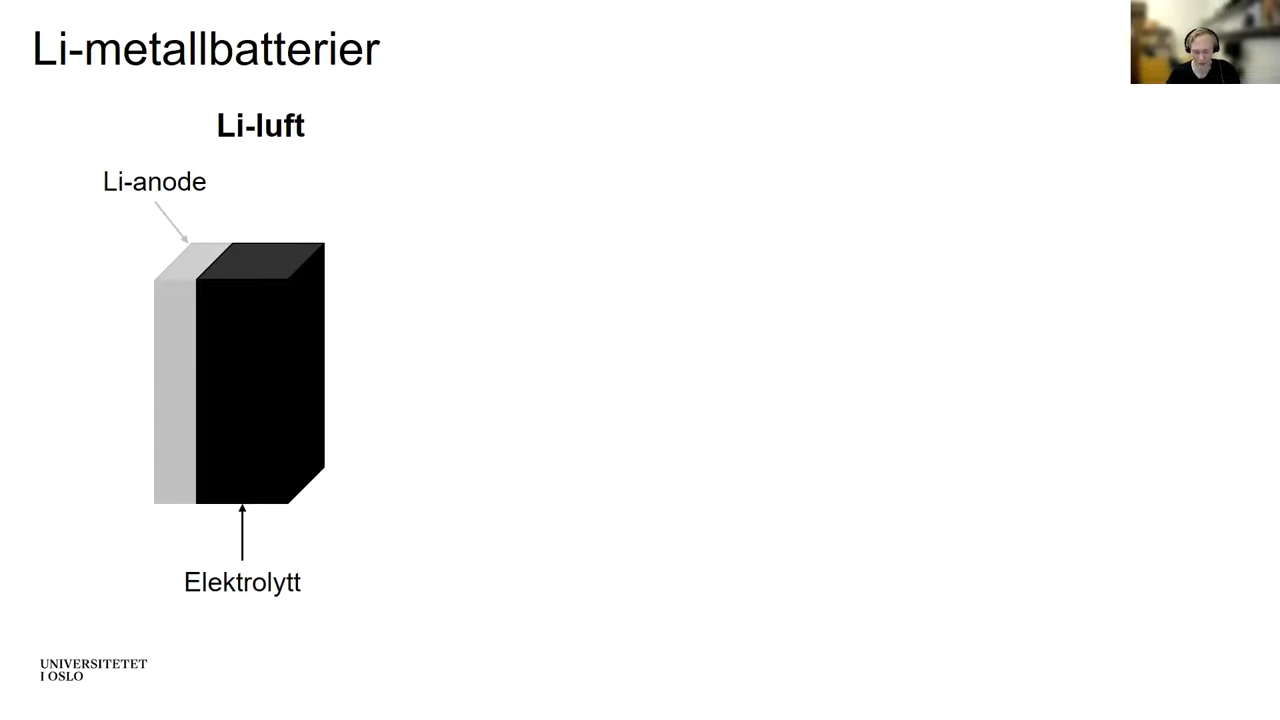 Li-metallbatterier
Li-luft
Li-anode
Elektrolytt
UNIVERSITETET
I OSLO